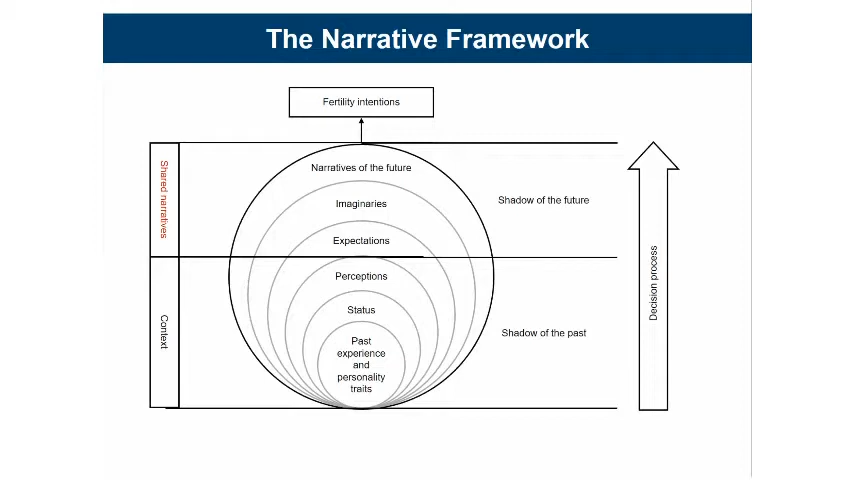 The Narrative Framework
Fertility intentions
Shared narratives
Narratives of the future
Imaginaries
Expectations
Shadow of the future
Context
Perceptions
Status
Past
experience
and
personality
traits
Shadow of the past
Decision process